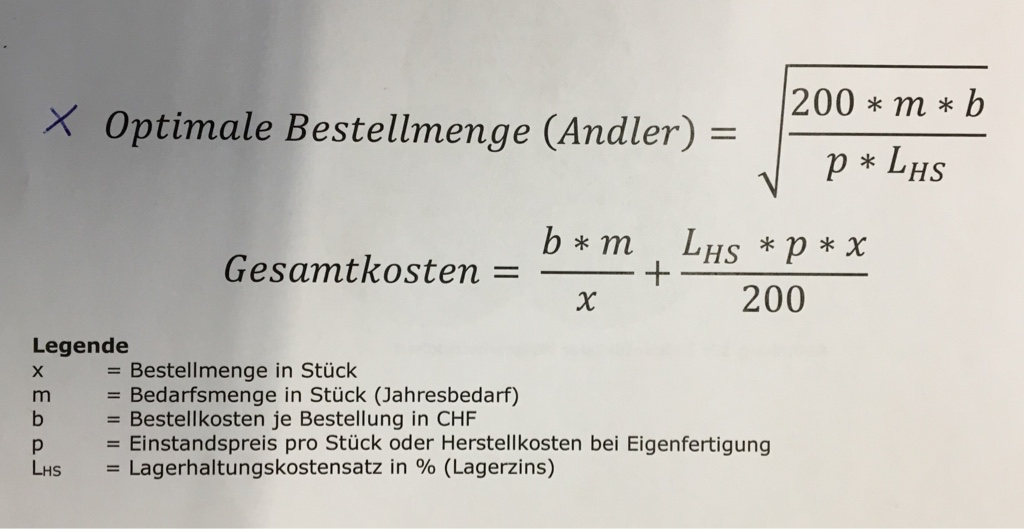 X Optimale Bestellmenge (Andler) = √((200 * m * b) / (p * L_HS))
Gesamtkosten = (b * m) / x + (L_HS * p * x) / 200
Legende
x = Bestellmenge in Stück
m = Bedarfsmenge in Stück (Jahresbedarf)
b = Bestellkosten je Bestellung in CHF
p = Einstandspreis pro Stück oder Herstellkosten bei Eigenfertigung
L_HS = Lagerhaltungskostensatz in % (Lagerzins)